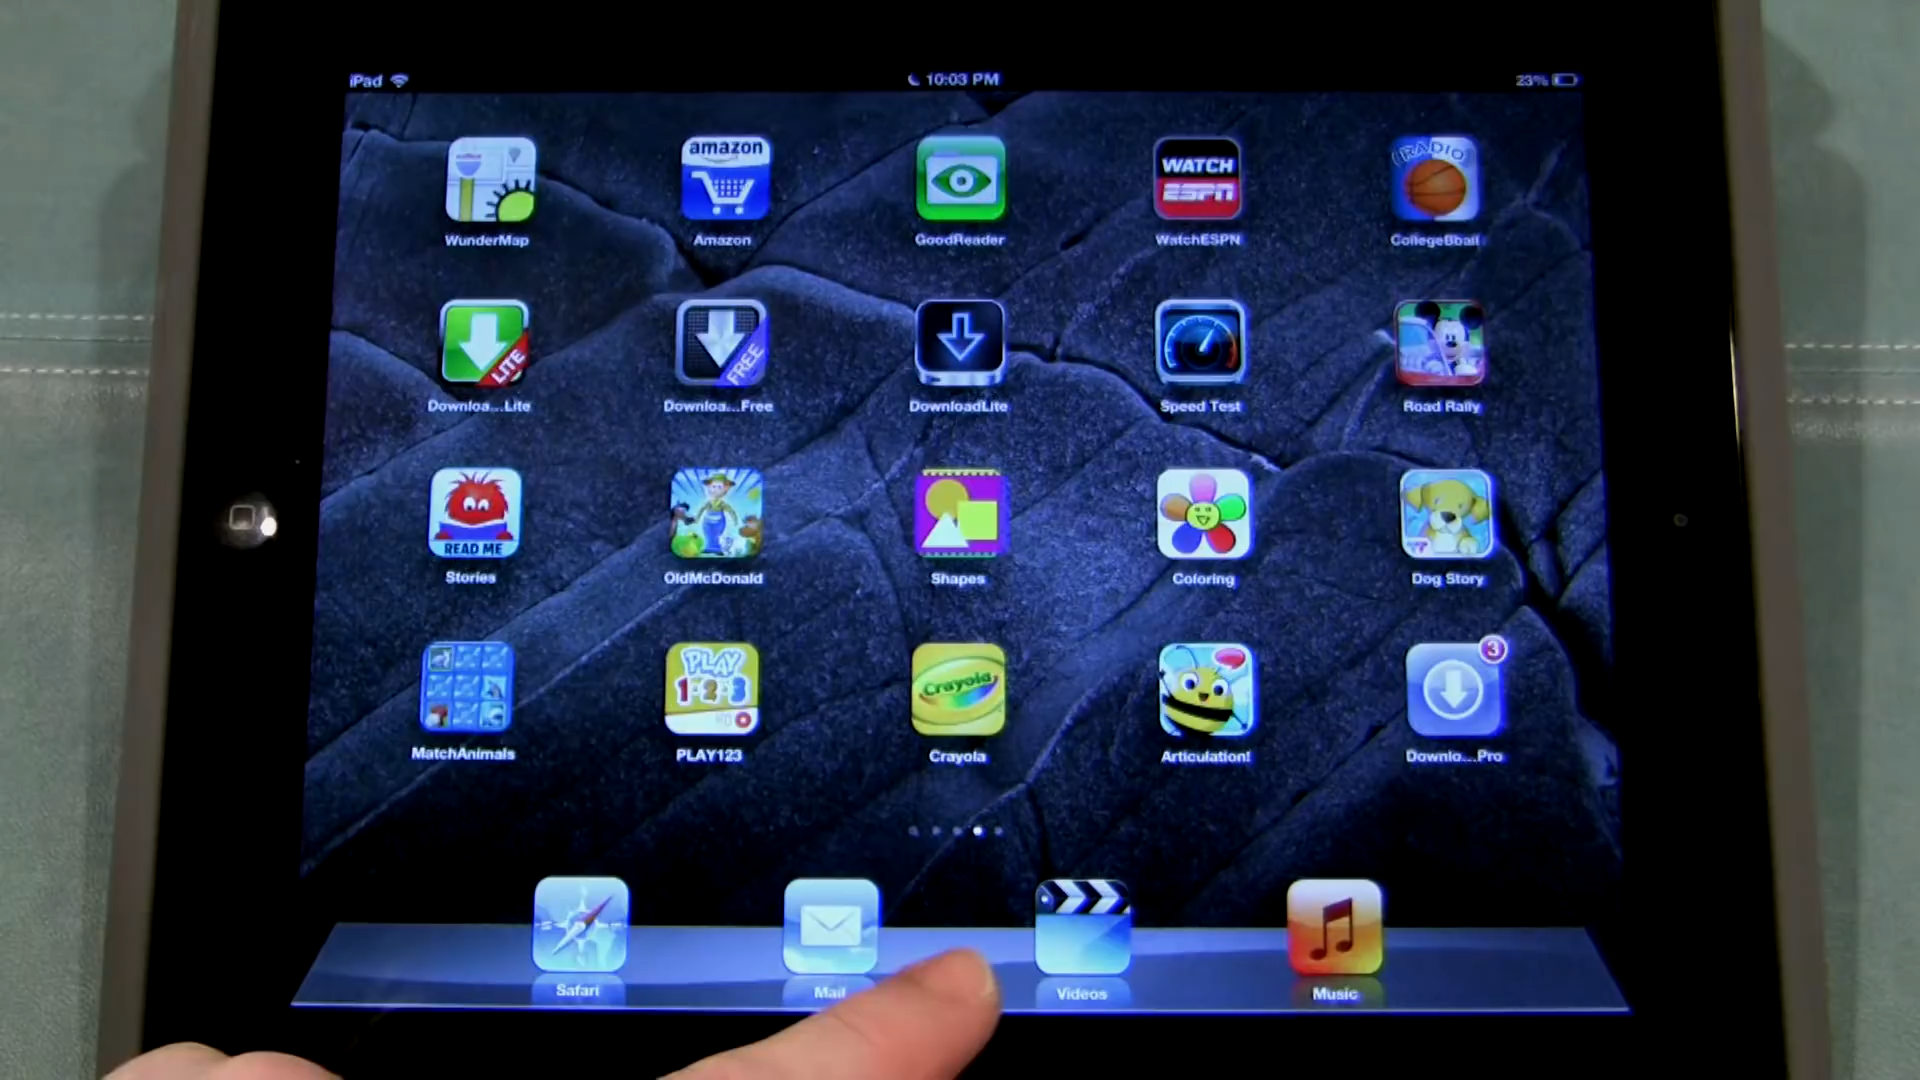 iPad 10:03 PM 23%
amazon
WATCH
ESPN
RADIO
WunderMap Amazon GoodReader WatchESPN CollegeBball
LITE
FREE
Downloa...Lite Downloa...Free DownloadLite Speed Test Road Rally
READ ME
Stories OldMcDonald Shapes Coloring Dog Story
3
PLAY
1·2·3
HD
Crayola
MatchAnimals PLAY123 Crayola Articulation! Downlo...Pro
Safari Mail Videos Music